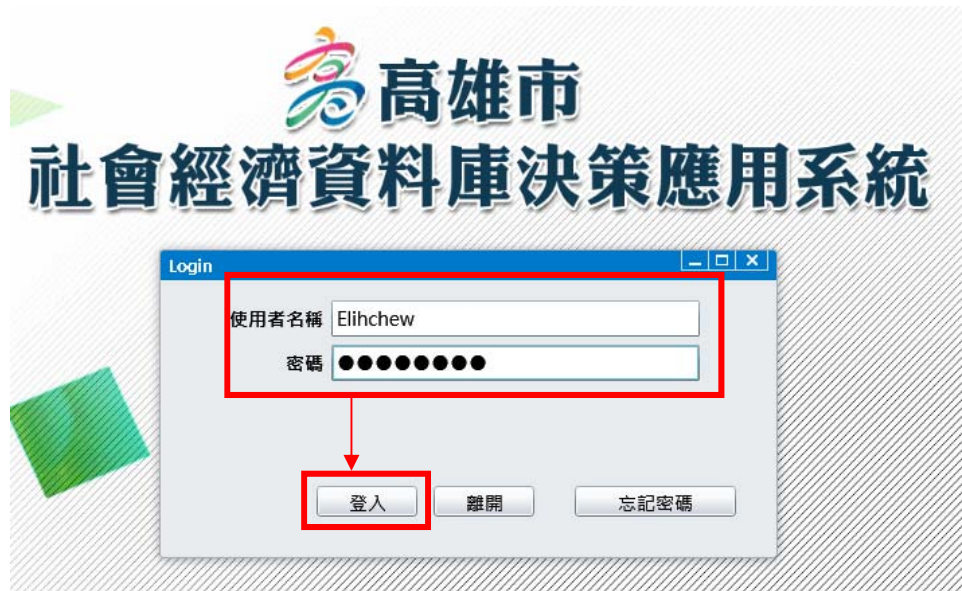 高雄市
社會經濟資料庫決策應用系統
Login
使用者名稱 Elihchew
密碼 ●●●●●●●●
登入 離開 忘記密碼